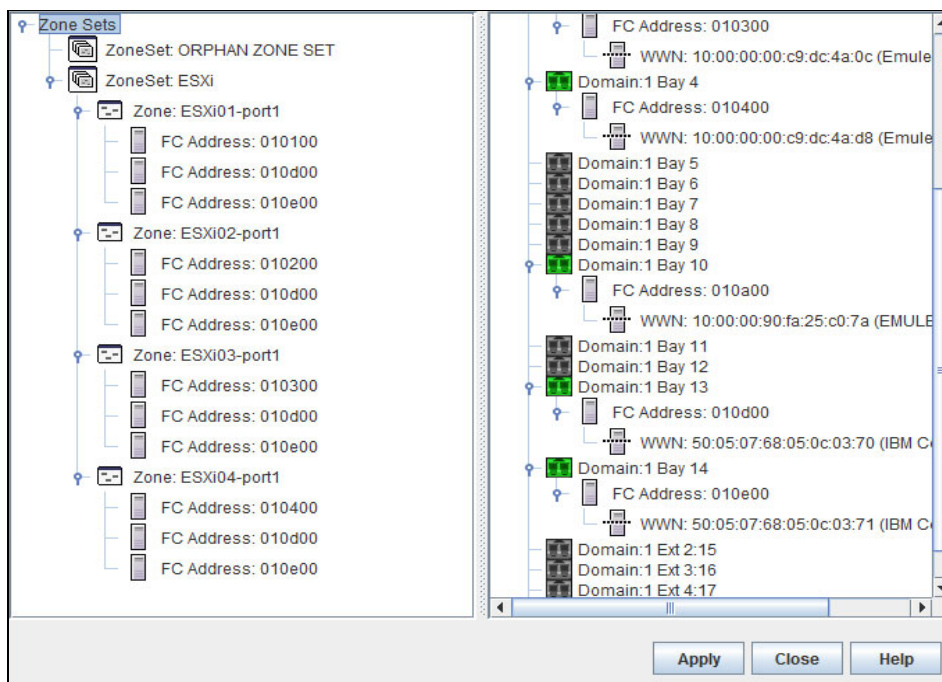 Zone Sets
ZoneSet: ORPHAN ZONE SET
ZoneSet: ESXi
Zone: ESXi01-port1
FC Address: 010100
FC Address: 010d00
FC Address: 010e00
Zone: ESXi02-port1
FC Address: 010200
FC Address: 010d00
FC Address: 010e00
Zone: ESXi03-port1
FC Address: 010300
FC Address: 010d00
FC Address: 010e00
Zone: ESXi04-port1
FC Address: 010400
FC Address: 010d00
FC Address: 010e00
FC Address: 010300
WWN: 10:00:00:00:c9:dc:4a:0c (Emule
Domain:1 Bay 4
FC Address: 010400
WWN: 10:00:00:00:c9:dc:4a:d8 (Emule
Domain:1 Bay 5
Domain:1 Bay 6
Domain:1 Bay 7
Domain:1 Bay 8
Domain:1 Bay 9
Domain:1 Bay 10
FC Address: 010a00
WWN: 10:00:00:90:fa:25:c0:7a (EMULE
Domain:1 Bay 11
Domain:1 Bay 12
Domain:1 Bay 13
FC Address: 010d00
WWN: 50:05:07:68:05:0c:03:70 (IBM Co
Domain:1 Bay 14
FC Address: 010e00
WWN: 50:05:07:68:05:0c:03:71 (IBM Co
Domain:1 Ext 2:15
Domain:1 Ext 3:16
Domain:1 Ext 4:17
Apply
Close
Help